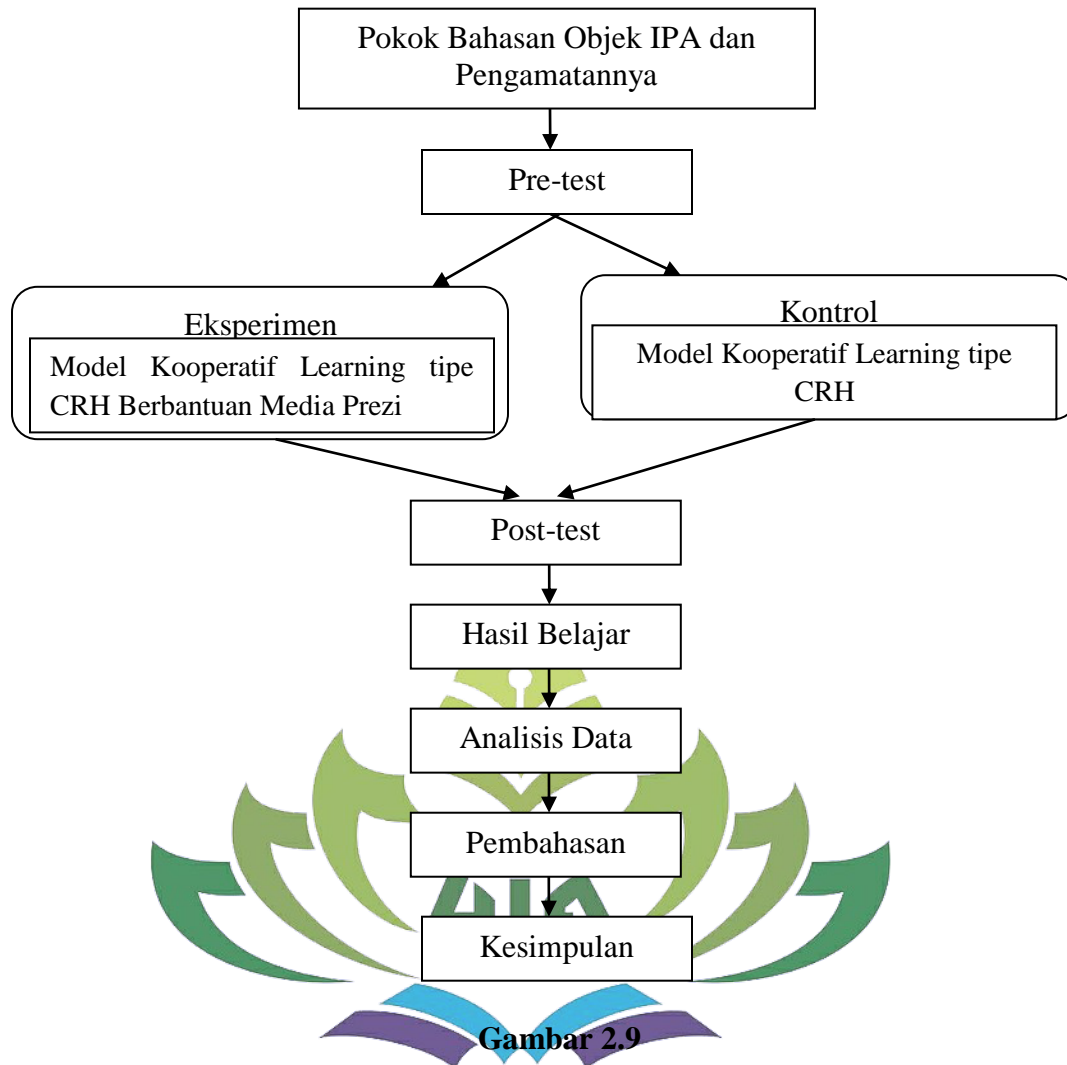 Pokok Bahasan Objek IPA dan
Pengamatannya
Pre-test
Eksperimen
Model Kooperatif Learning tipe
CRH Berbantuan Media Prezi
Kontrol
Model Kooperatif Learning tipe
CRH
Post-test
Hasil Belajar
Analisis Data
Pembahasan
Kesimpulan
Gambar 2.9